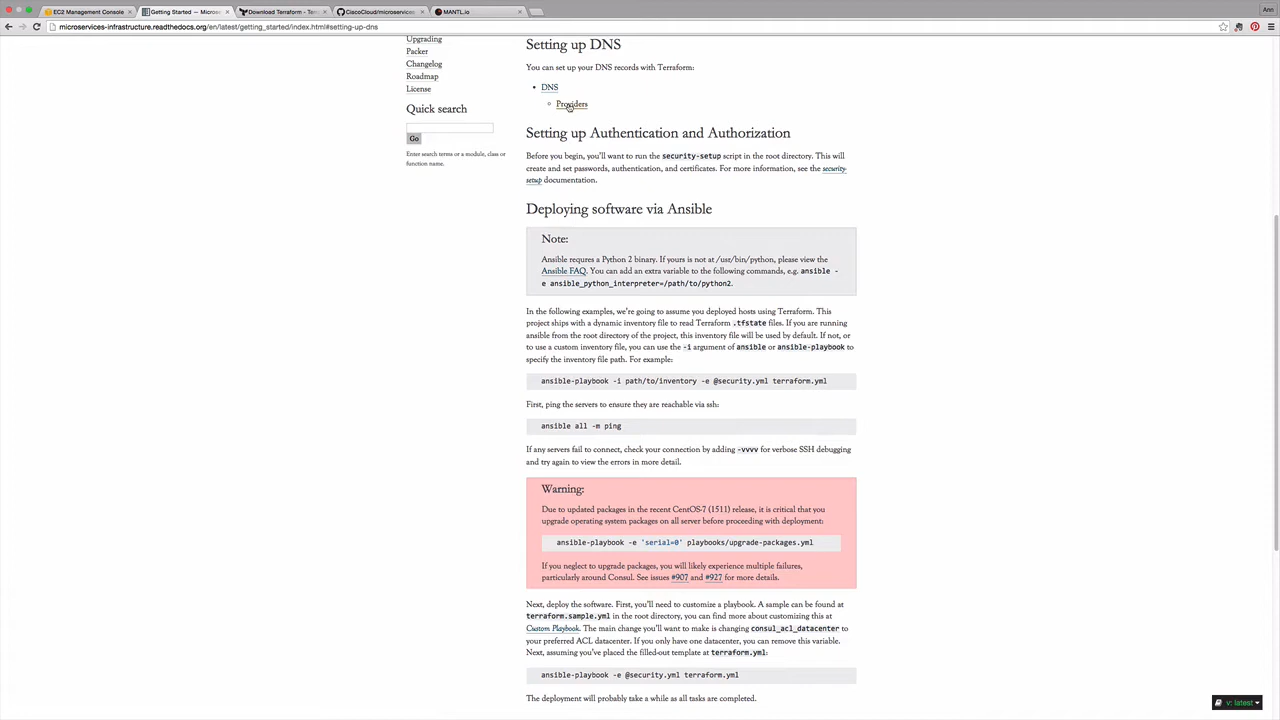 EC2 Management Console
Getting Started — Micros
Download Terraform - Terra
CiscoCloud/microservices
MANTL.io
Ann
microservices-infrastructure.readthedocs.org/en/latest/getting_started/index.html#setting-up-dns
Upgrading
Packer
Changelog
Roadmap
License
Quick search
Go
Enter search terms or a module, class or
function name.
Setting up DNS
You can set up your DNS records with Terraform:
DNS
Providers
Setting up Authentication and Authorization
Before you begin, you'll want to run the security-setup script in the root directory. This will
create and set passwords, authentication, and certificates. For more information, see the security-
setup documentation.
Deploying software via Ansible
Note:
Ansible requres a Python 2 binary. If yours is not at /usr/bin/python, please view the
Ansible FAQ. You can add an extra variable to the following commands, e.g. ansible -
e ansible_python_interpreter=/path/to/python2.
In the following examples, we're going to assume you deployed hosts using Terraform. This
project ships with a dynamic inventory file to read Terraform .tfstate files. If you are running
ansible from the root directory of the project, this inventory file will be used by default. If not, or
to use a custom inventory file, you can use the -i argument of ansible or ansible-playbook to
specify the inventory file path. For example:
ansible-playbook -i path/to/inventory -e @security.yml terraform.yml
First, ping the servers to ensure they are reachable via ssh:
ansible all -m ping
If any servers fail to connect, check your connection by adding -vvvv for verbose SSH debugging
and try again to view the errors in more detail.
Warning:
Due to updated packages in the recent CentOS-7 (1511) release, it is critical that you
upgrade operating system packages on all server before proceeding with deployment:
ansible-playbook -e 'serial=0' playbooks/upgrade-packages.yml
If you neglect to upgrade packages, you will likely experience multiple failures,
particularly around Consul. See issues #907 and #927 for more details.
Next, deploy the software. First, you'll need to customize a playbook. A sample can be found at
terraform.sample.yml in the root directory, you can find more about customizing this at
Custom Playbook. The main change you'll want to make is changing consul_acl_datacenter to
your preferred ACL datacenter. If you only have one datacenter, you can remove this variable.
Next, assuming you've placed the filled-out template at terraform.yml:
ansible-playbook -e @security.yml terraform.yml
The deployment will probably take a while as all tasks are completed.
v: latest